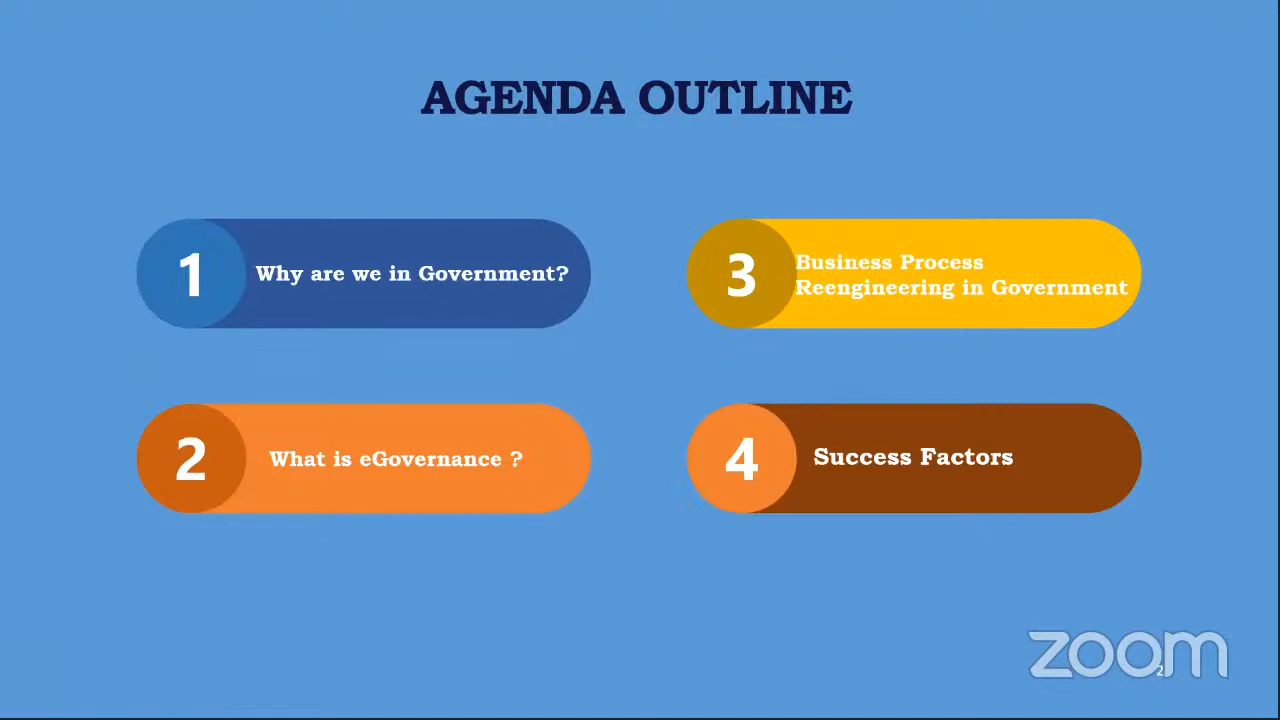 AGENDA OUTLINE
1
Why are we in Government?
2
What is eGovernance ?
3
Business Process
Reengineering in Government
4
Success Factors
zoom
2